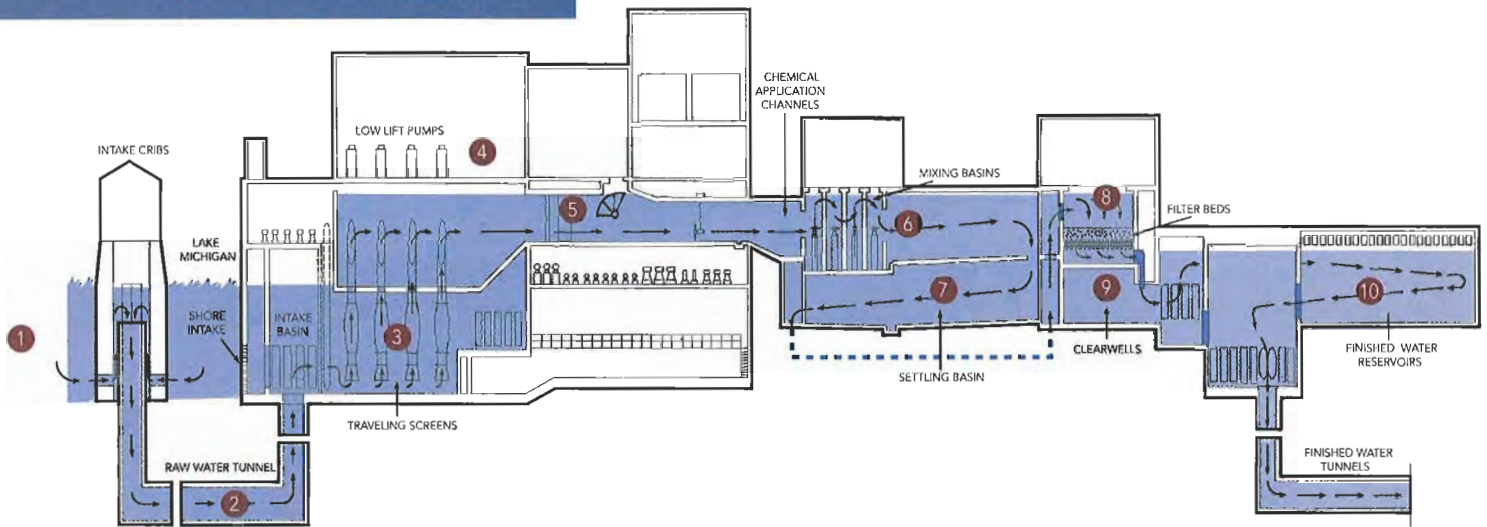 INTAKE CRIBS
LAKE
MICHIGAN
1
SHORE
INTAKE
RAW WATER TUNNEL
2
INTAKE
BASIN
3
TRAVELING SCREENS
LOW LIFT PUMPS
4
5
CHEMICAL
APPLICATION
CHANNELS
MIXING BASINS
6
7
SETTLING BASIN
8
FILTER BEDS
9
CLEARWELLS
10
FINISHED WATER
RESERVOIRS
FINISHED WATER
TUNNELS